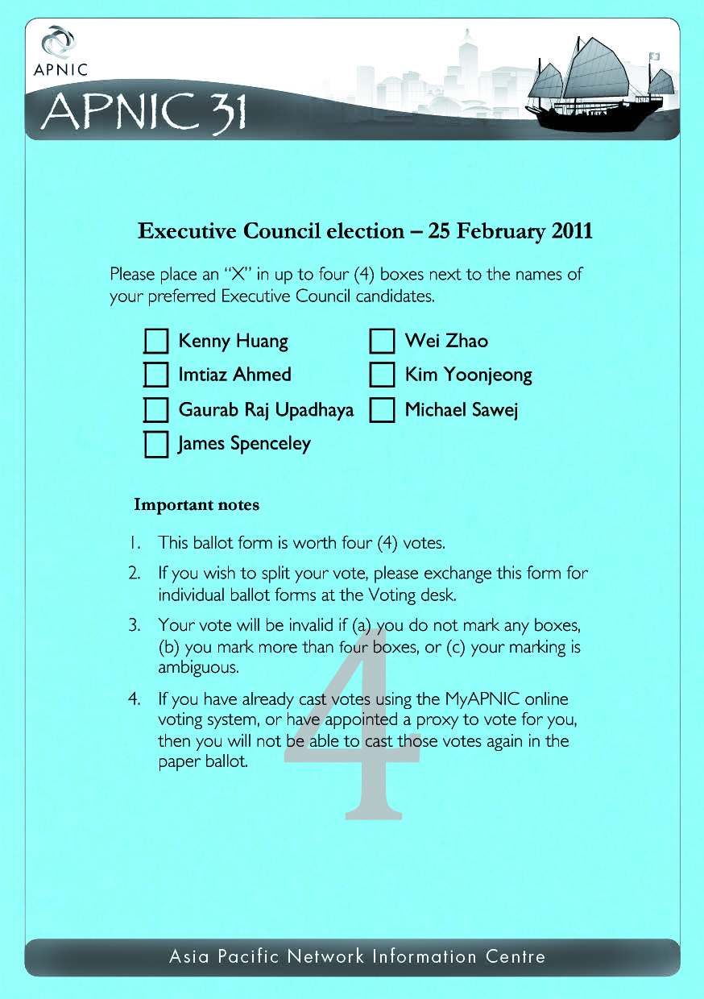 APNIC
APNIC 31
Executive Council election – 25 February 2011
Please place an “X” in up to four (4) boxes next to the names of
your preferred Executive Council candidates.
Kenny Huang
Imtiaz Ahmed
Gaurab Raj Upadhaya
James Spenceley
Wei Zhao
Kim Yoonjeong
Michael Sawej
Important notes
1. This ballot form is worth four (4) votes.
2. If you wish to split your vote, please exchange this form for
individual ballot forms at the Voting desk.
3. Your vote will be invalid if (a) you do not mark any boxes,
(b) you mark more than four boxes, or (c) your marking is
ambiguous.
4. If you have already cast votes using the MyAPNIC online
voting system, or have appointed a proxy to vote for you,
then you will not be able to cast those votes again in the
paper ballot.
4
Asia Pacific Network Information Centre